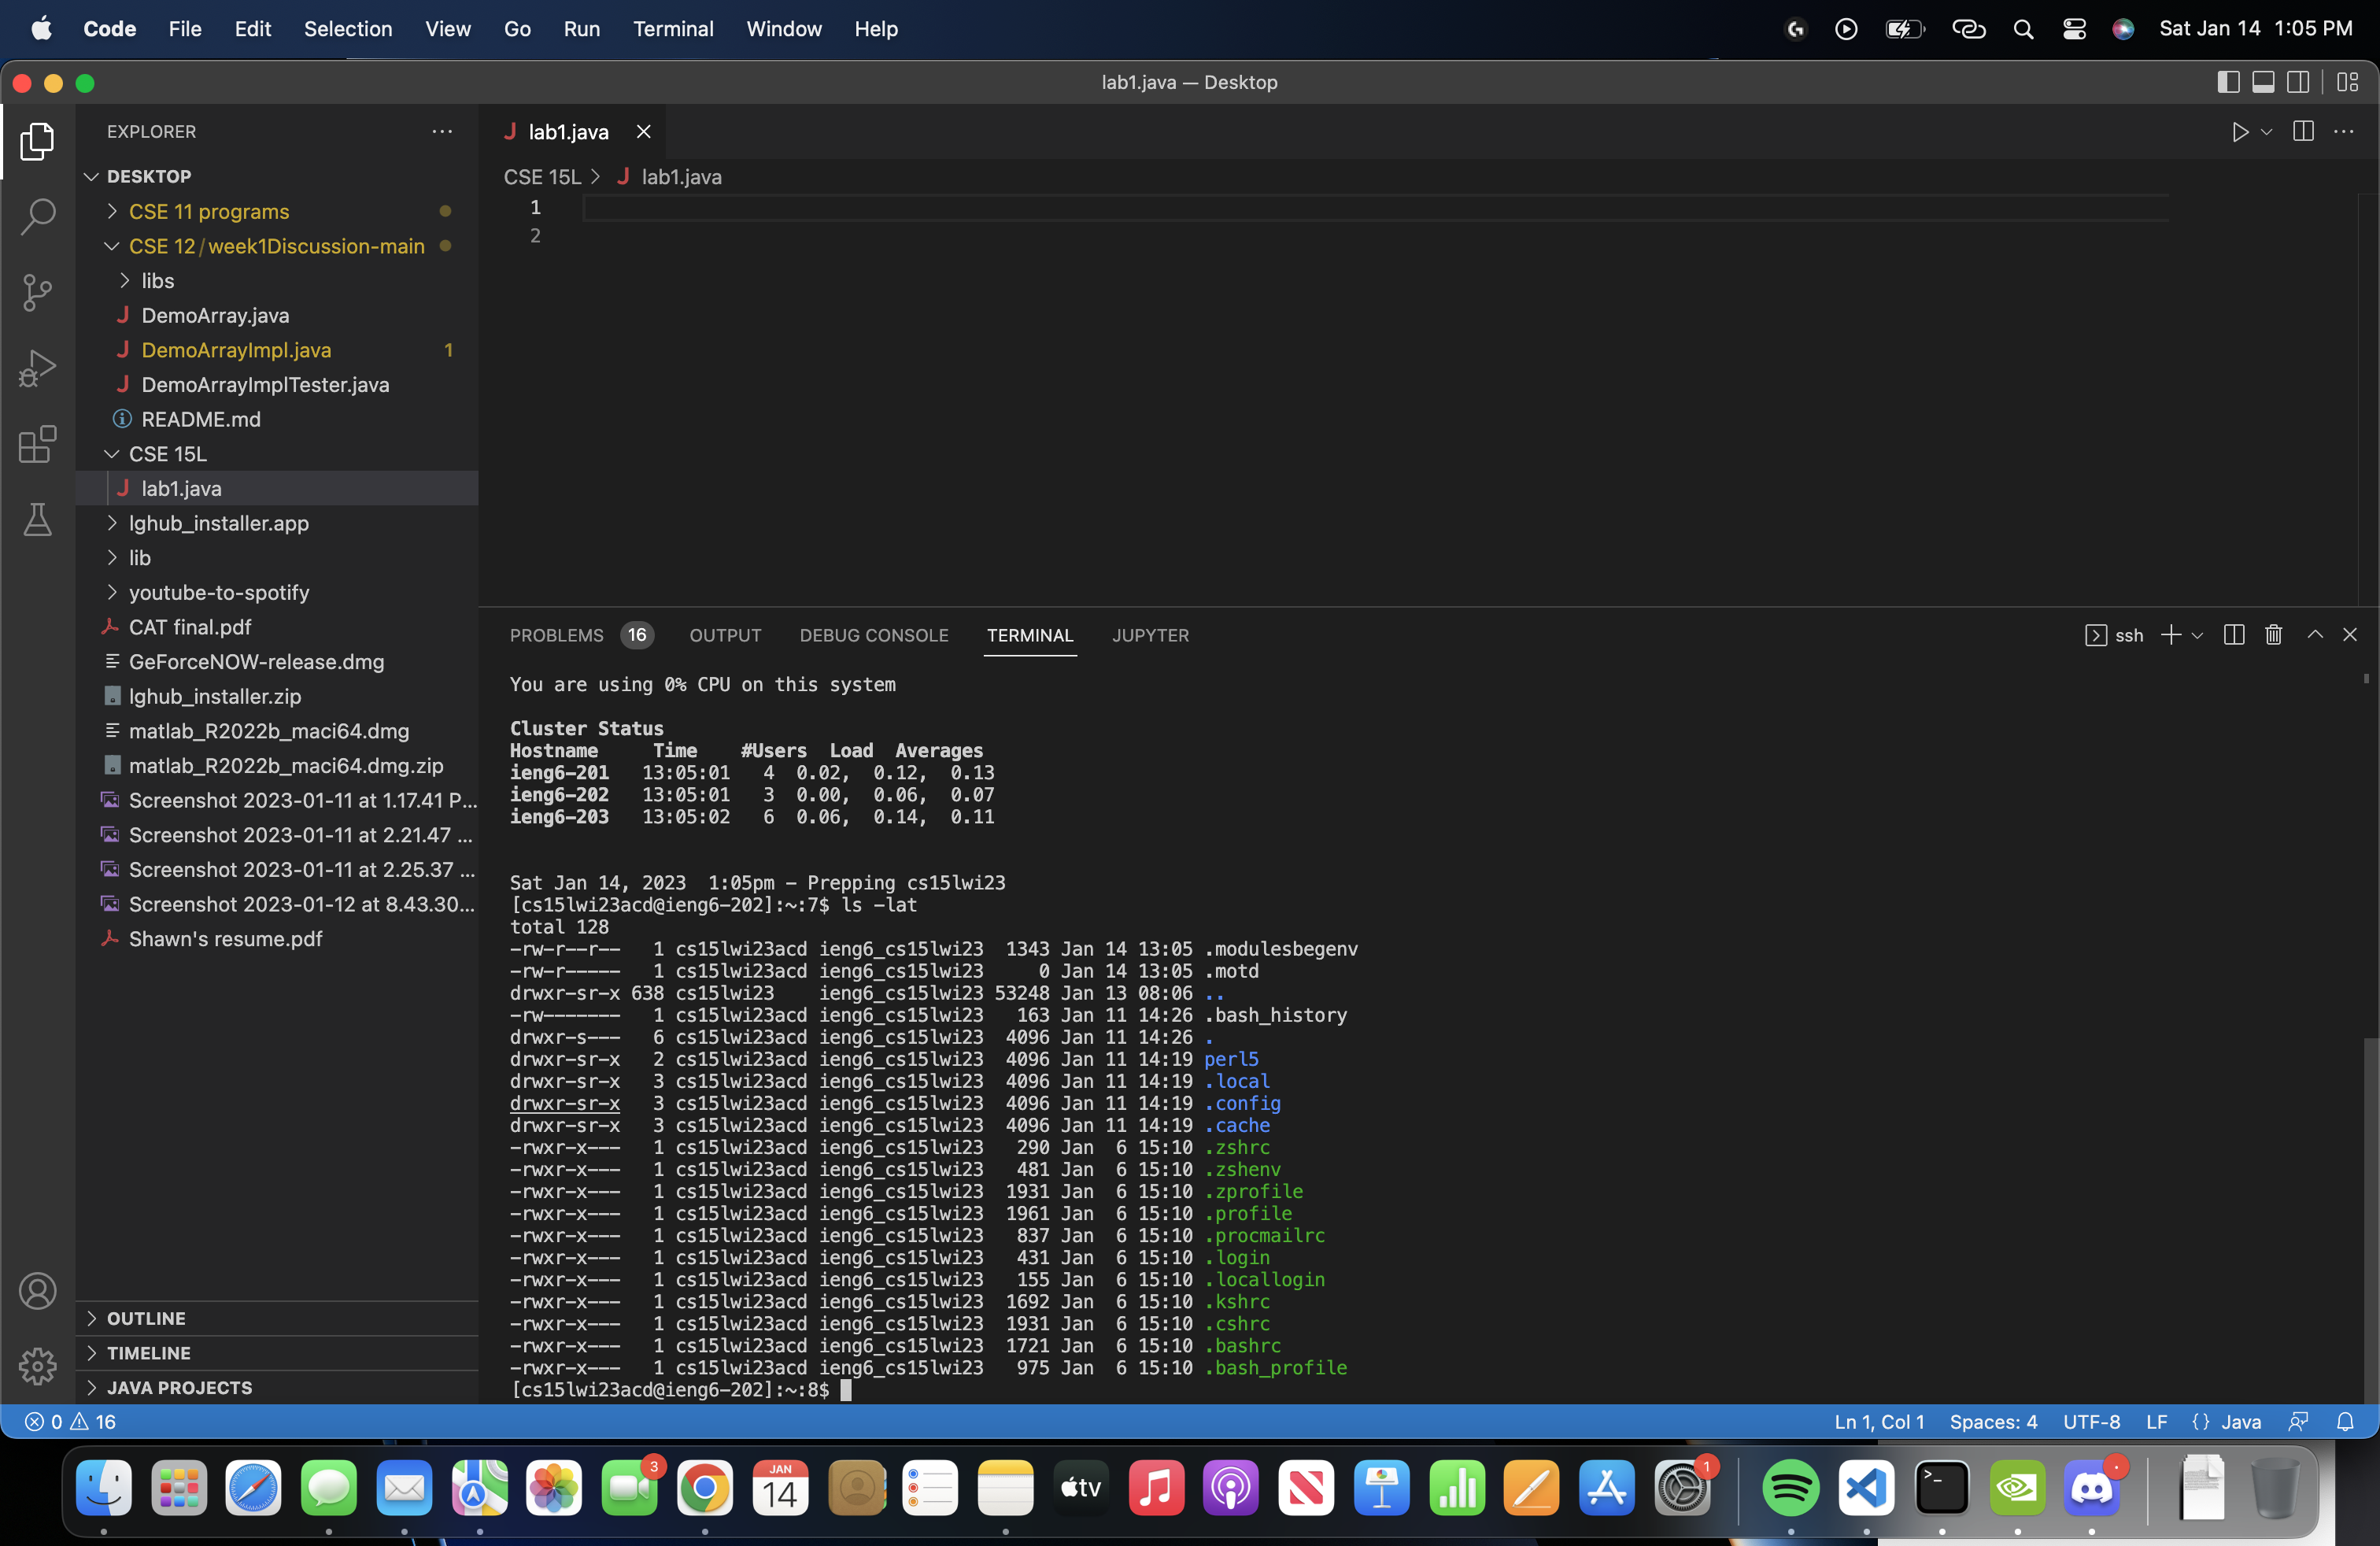 Code File Edit Selection View Go Run Terminal Window Help
Sat Jan 14 1:05 PM
lab1.java — Desktop
EXPLORER
DESKTOP
CSE 11 programs
CSE 12/week1Discussion-main
libs
J DemoArray.java
J DemoArrayImpl.java 1
J DemoArrayImplTester.java
README.md
CSE 15L
J lab1.java
lghub_installer.app
lib
youtube-to-spotify
CAT final.pdf
GeForceNOW-release.dmg
lghub_installer.zip
matlab_R2022b_maci64.dmg
matlab_R2022b_maci64.dmg.zip
Screenshot 2023-01-11 at 1.17.41 P...
Screenshot 2023-01-11 at 2.21.47 ...
Screenshot 2023-01-11 at 2.25.37 ...
Screenshot 2023-01-12 at 8.43.30...
Shawn's resume.pdf
OUTLINE
TIMELINE
JAVA PROJECTS
J lab1.java
CSE 15L > J lab1.java
1
2
PROBLEMS 16 OUTPUT DEBUG CONSOLE TERMINAL JUPYTER
ssh
You are using 0% CPU on this system
Cluster Status
Hostname Time #Users Load Averages
ieng6-201 13:05:01 4 0.02, 0.12, 0.13
ieng6-202 13:05:01 3 0.00, 0.06, 0.07
ieng6-203 13:05:02 6 0.06, 0.14, 0.11
Sat Jan 14, 2023 1:05pm - Prepping cs15lwi23
[cs15lwi23acd@ieng6-202]:~:7$ ls -lat
total 128
-rw-r--r-- 1 cs15lwi23acd ieng6_cs15lwi23 1343 Jan 14 13:05 .modulesbegenv
-rw-r----- 1 cs15lwi23acd ieng6_cs15lwi23 0 Jan 14 13:05 .motd
drwxr-sr-x 638 cs15lwi23 ieng6_cs15lwi23 53248 Jan 13 08:06 ..
-rw------- 1 cs15lwi23acd ieng6_cs15lwi23 163 Jan 11 14:26 .bash_history
drwxr-s--- 6 cs15lwi23acd ieng6_cs15lwi23 4096 Jan 11 14:26 .
drwxr-sr-x 2 cs15lwi23acd ieng6_cs15lwi23 4096 Jan 11 14:19 perl5
drwxr-sr-x 3 cs15lwi23acd ieng6_cs15lwi23 4096 Jan 11 14:19 .local
drwxr-sr-x 3 cs15lwi23acd ieng6_cs15lwi23 4096 Jan 11 14:19 .config
drwxr-sr-x 3 cs15lwi23acd ieng6_cs15lwi23 4096 Jan 11 14:19 .cache
-rwxr-x--- 1 cs15lwi23acd ieng6_cs15lwi23 290 Jan 6 15:10 .zshrc
-rwxr-x--- 1 cs15lwi23acd ieng6_cs15lwi23 481 Jan 6 15:10 .zshenv
-rwxr-x--- 1 cs15lwi23acd ieng6_cs15lwi23 1931 Jan 6 15:10 .zprofile
-rwxr-x--- 1 cs15lwi23acd ieng6_cs15lwi23 1961 Jan 6 15:10 .profile
-rwxr-x--- 1 cs15lwi23acd ieng6_cs15lwi23 837 Jan 6 15:10 .procmailrc
-rwxr-x--- 1 cs15lwi23acd ieng6_cs15lwi23 431 Jan 6 15:10 .login
-rwxr-x--- 1 cs15lwi23acd ieng6_cs15lwi23 155 Jan 6 15:10 .locallogin
-rwxr-x--- 1 cs15lwi23acd ieng6_cs15lwi23 1692 Jan 6 15:10 .kshrc
-rwxr-x--- 1 cs15lwi23acd ieng6_cs15lwi23 1931 Jan 6 15:10 .cshrc
-rwxr-x--- 1 cs15lwi23acd ieng6_cs15lwi23 1721 Jan 6 15:10 .bashrc
-rwxr-x--- 1 cs15lwi23acd ieng6_cs15lwi23 975 Jan 6 15:10 .bash_profile
[cs15lwi23acd@ieng6-202]:~:8$
0 16
Ln 1, Col 1 Spaces: 4 UTF-8 LF {} Java
3
JAN
14
tv
1